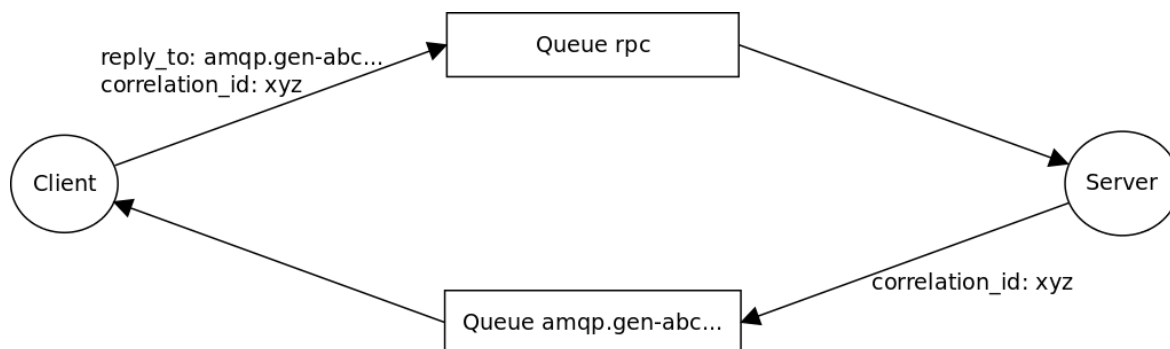 Queue rpc
reply_to: amqp.gen-abc...
correlation_id: xyz
Client
Server
correlation_id: xyz
Queue amqp.gen-abc...